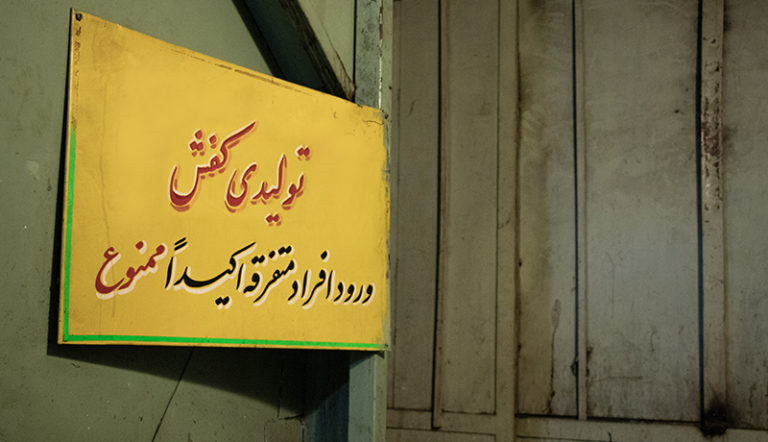 تولیدی کفش
ورود افراد متفرقه اکیداً ممنوع